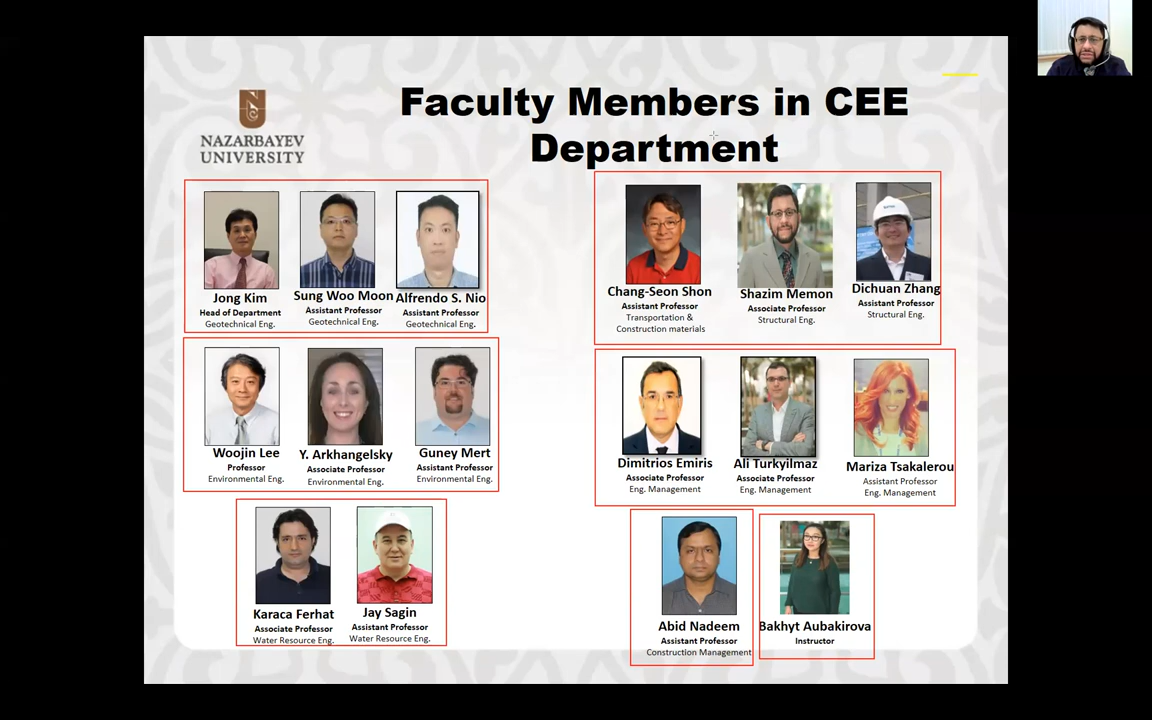 Faculty Members in CEE
Department
NAZARBAYEV
UNIVERSITY
Jong Kim
Head of Department
Geotechnical Eng.
Sung Woo Moon
Assistant Professor
Geotechnical Eng.
Alfrendo S. Nio
Assistant Professor
Geotechnical Eng.
Chang-Seon Shon
Assistant Professor
Transportation &
Construction materials
Shazim Memon
Associate Professor
Structural Eng.
Dichuan Zhang
Assistant Professor
Structural Eng.
Woojin Lee
Professor
Environmental Eng.
Y. Arkhangelsky
Associate Professor
Environmental Eng.
Guney Mert
Assistant Professor
Environmental Eng.
Dimitrios Emiris
Associate Professor
Eng. Management
Ali Turkyilmaz
Associate Professor
Eng. Management
Mariza Tsakalerou
Assistant Professor
Eng. Management
Karaca Ferhat
Associate Professor
Water Resource Eng.
Jay Sagin
Assistant Professor
Water Resource Eng.
Abid Nadeem
Assistant Professor
Construction Management
Bakhyt Aubakirova
Instructor